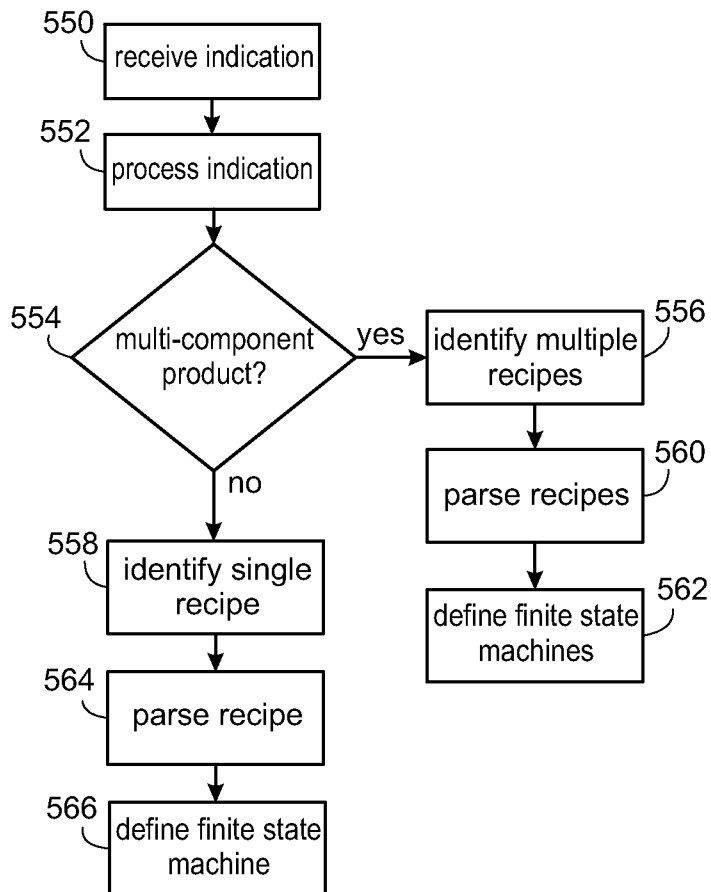 550
receive indication
552
process indication
554
multi-component
product?
yes
no
556
identify multiple
recipes
560
parse recipes
562
define finite state
machines
558
identify single
recipe
564
parse recipe
566
define finite state
machine